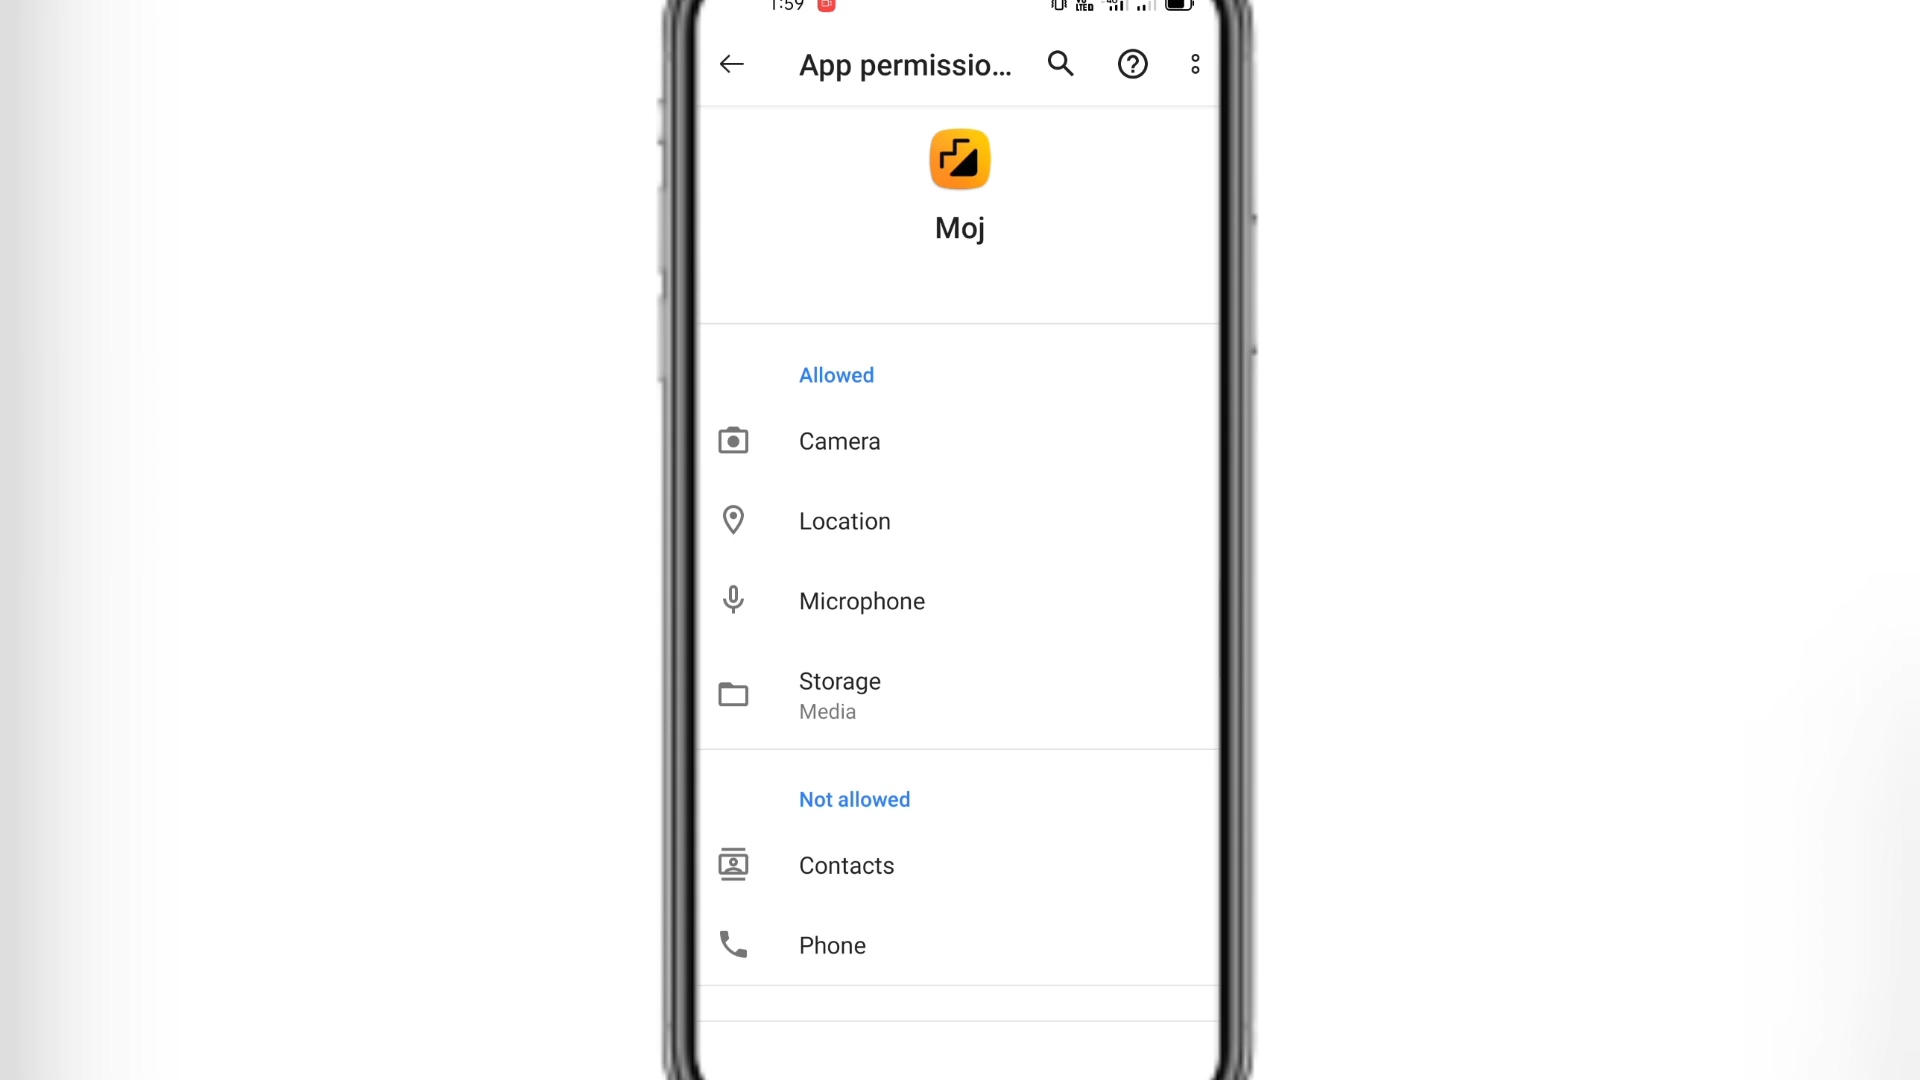 1:59
App permissio...
Moj
Allowed
Camera
Location
Microphone
Storage
Media
Not allowed
Contacts
Phone